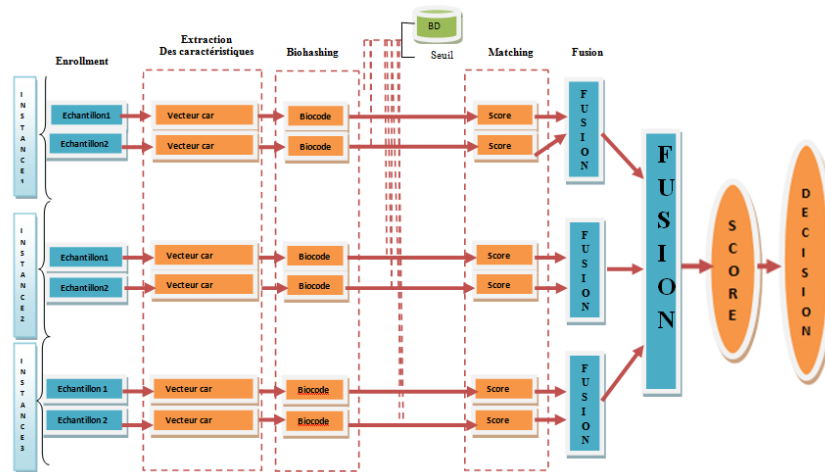 BD
Seuil
Extraction
Des caractéristiques
Enrollment
Biohashing
Matching
Fusion
INSTANCE1
Echantillon1
Vecteur car
Biocode
Score
Echantillon2
Vecteur car
Biocode
Score
FUSION
INSTANCE2
Echantillon1
Vecteur car
Biocode
Score
Echantillon2
Vecteur car
Biocode
Score
FUSION
INSTANCE3
Echantillon 1
Vecteur car
Biocode
Score
Echantillon 2
Vecteur car
Biocode
Score
FUSION
FUSION
SCORE
DECISION